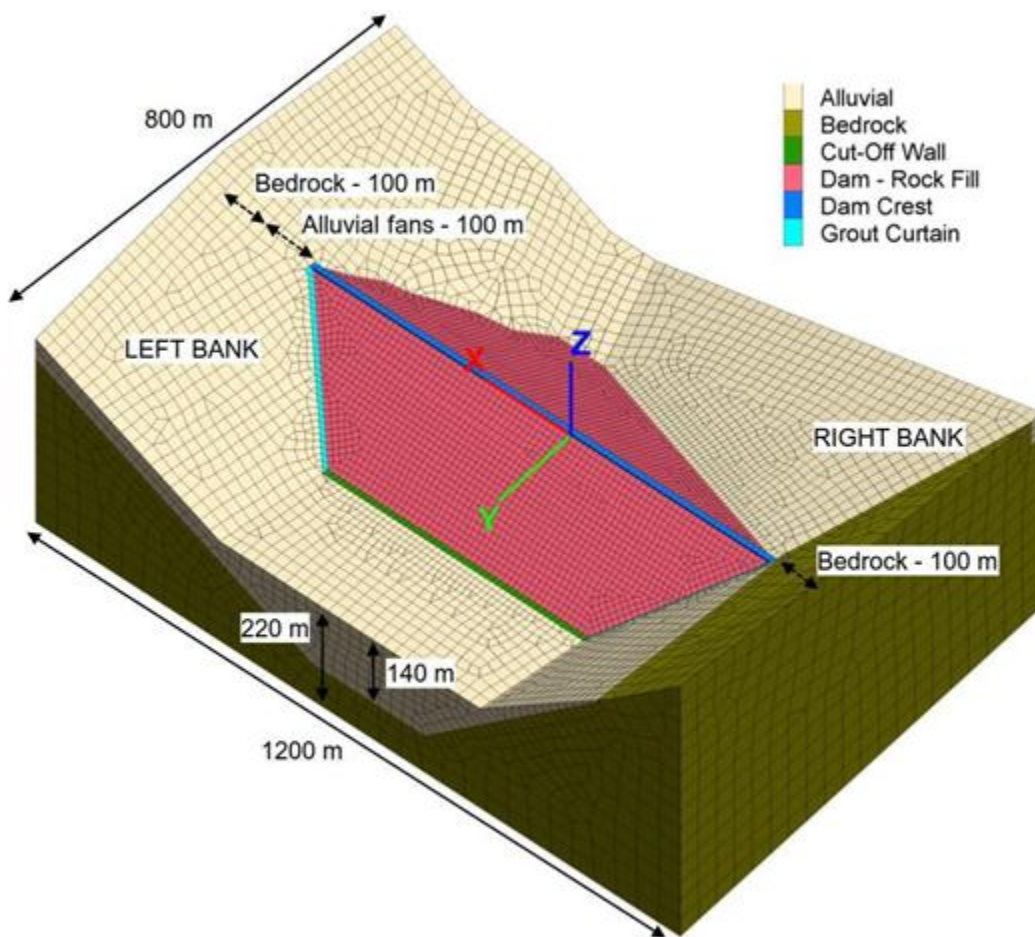 800 m
Bedrock - 100 m
Alluvial fans - 100 m
Alluvial
Bedrock
Cut-Off Wall
Dam - Rock Fill
Dam Crest
Grout Curtain
LEFT BANK
X
Z
Y
RIGHT BANK
Bedrock - 100 m
220 m
140 m
1200 m